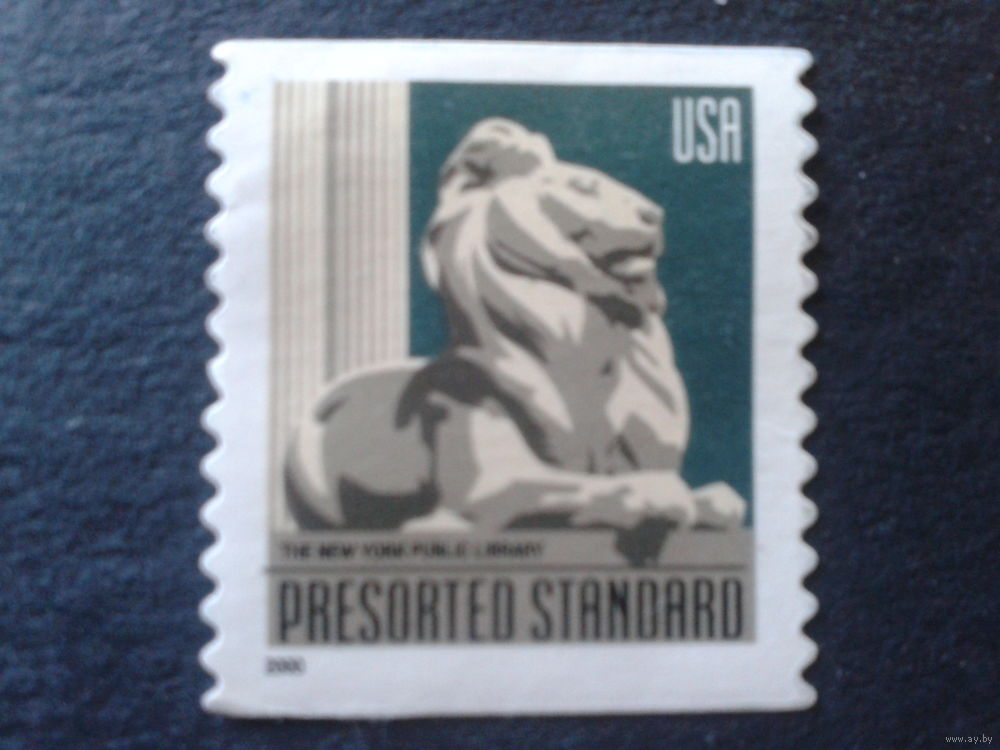 USA
THE NEW YORK PUBLIC LIBRARY
PRESORTED STANDARD
2000
www.ay.by